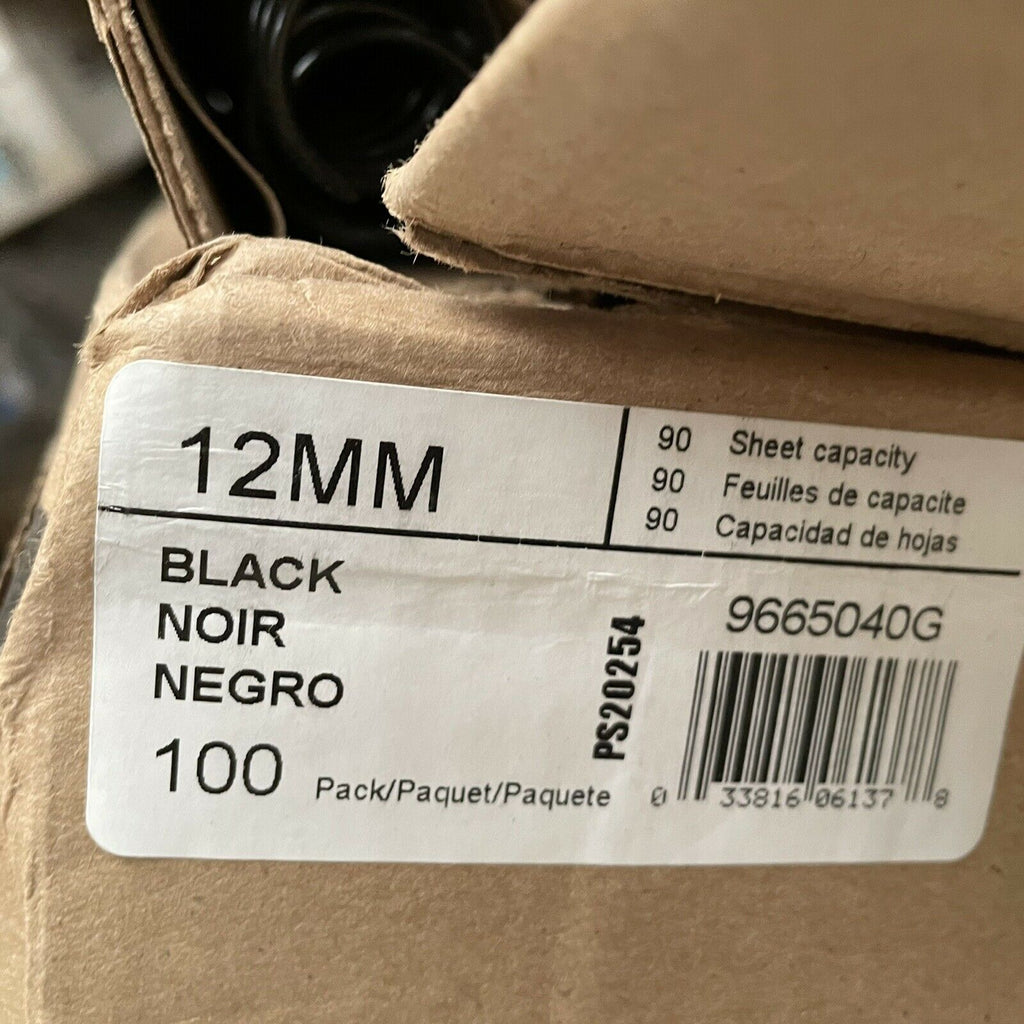 12MM
90 Sheet capacity
90 Feuilles de capacite
90 Capacidad de hojas
BLACK
NOIR
NEGRO
100 Pack/Paquet/Paquete
PS20254
9665040G
0 33816 06137 8